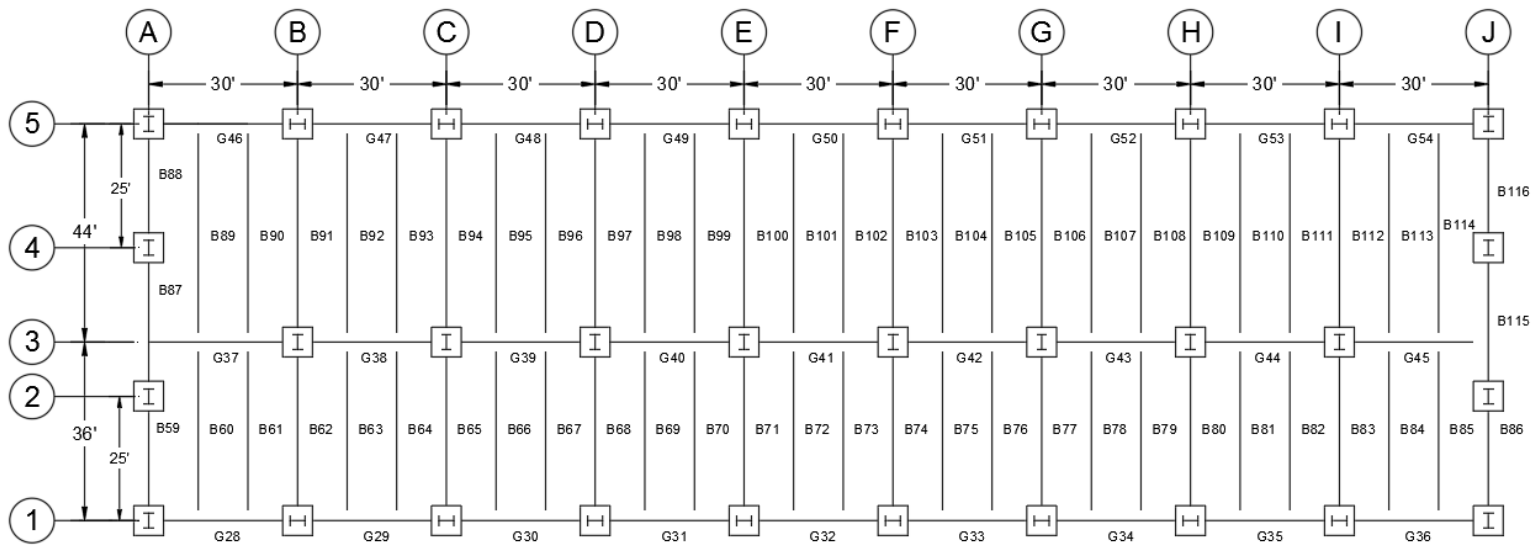 A B C D E F G H I J
30' 30' 30' 30' 30' 30' 30' 30' 30'
5
G46 G47 G48 G49 G50 G51 G52 G53 G54
B88
25'
B116
4
44'
B89 B90 B91 B92 B93 B94 B95 B96 B97 B98 B99 B100 B101 B102 B103 B104 B105 B106 B107 B108 B109 B110 B111 B112 B113 B114
B87
B115
3
G37 G38 G39 G40 G41 G42 G43 G44 G45
2
36'
B59 B60 B61 B62 B63 B64 B65 B66 B67 B68 B69 B70 B71 B72 B73 B74 B75 B76 B77 B78 B79 B80 B81 B82 B83 B84 B85 B86
25'
1
G28 G29 G30 G31 G32 G33 G34 G35 G36